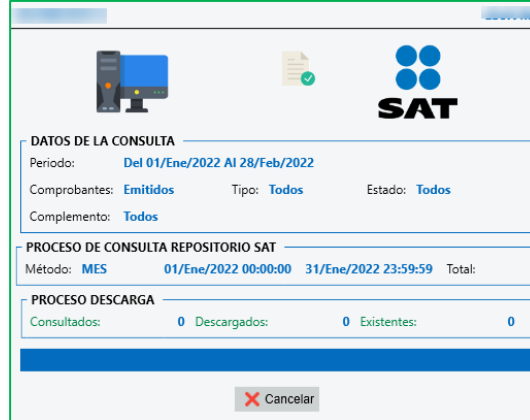 SAT
DATOS DE LA CONSULTA
Periodo: Del 01/Ene/2022 Al 28/Feb/2022
Comprobantes: Emitidos Tipo: Todos Estado: Todos
Complemento: Todos
PROCESO DE CONSULTA REPOSITORIO SAT
Método: MES 01/Ene/2022 00:00:00 31/Ene/2022 23:59:59 Total:
PROCESO DESCARGA
Consultados: 0 Descargados: 0 Existentes: 0
Cancelar